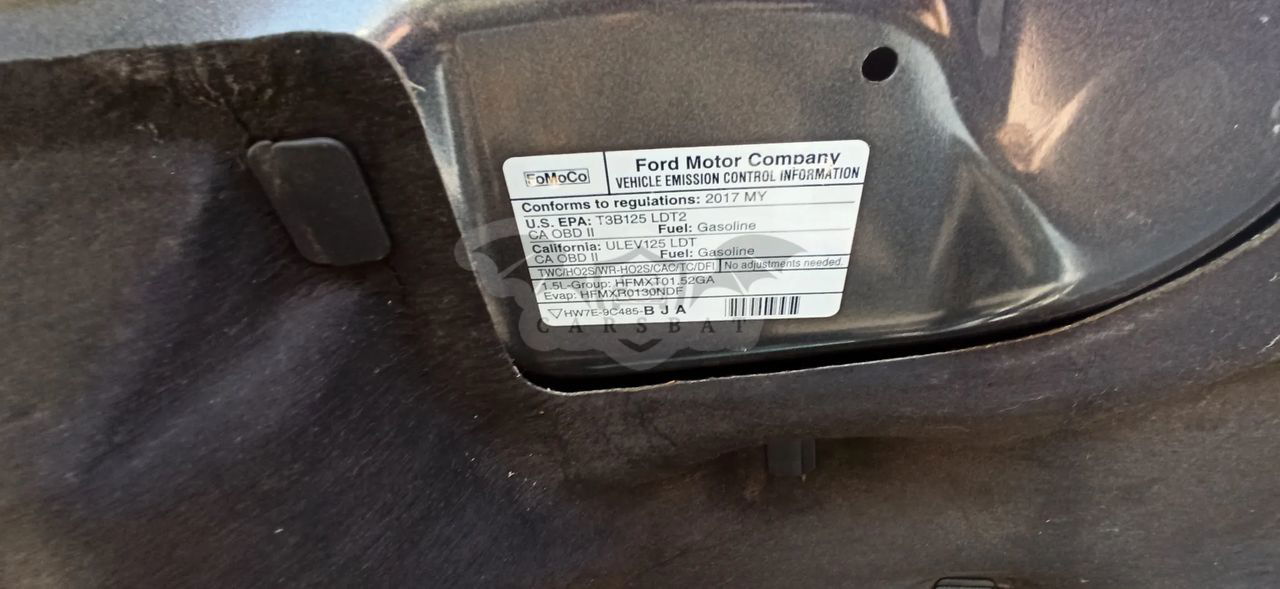 FoMoCo
Ford Motor Company
VEHICLE EMISSION CONTROL INFORMATION
Conforms to regulations: 2017 MY
U.S. EPA: T3B125 LDT2
CA OBD II Fuel: Gasoline
California: ULEV125 LDT
CA OBD II Fuel: Gasoline
TWC/HO2S/WR-HO2S/CAC/TC/DFI No adjustments needed.
1.5L-Group: HFMXT01.52GA
Evap: HFMXR0130NDF
HW7E-9C485-B J A
CARSBAT